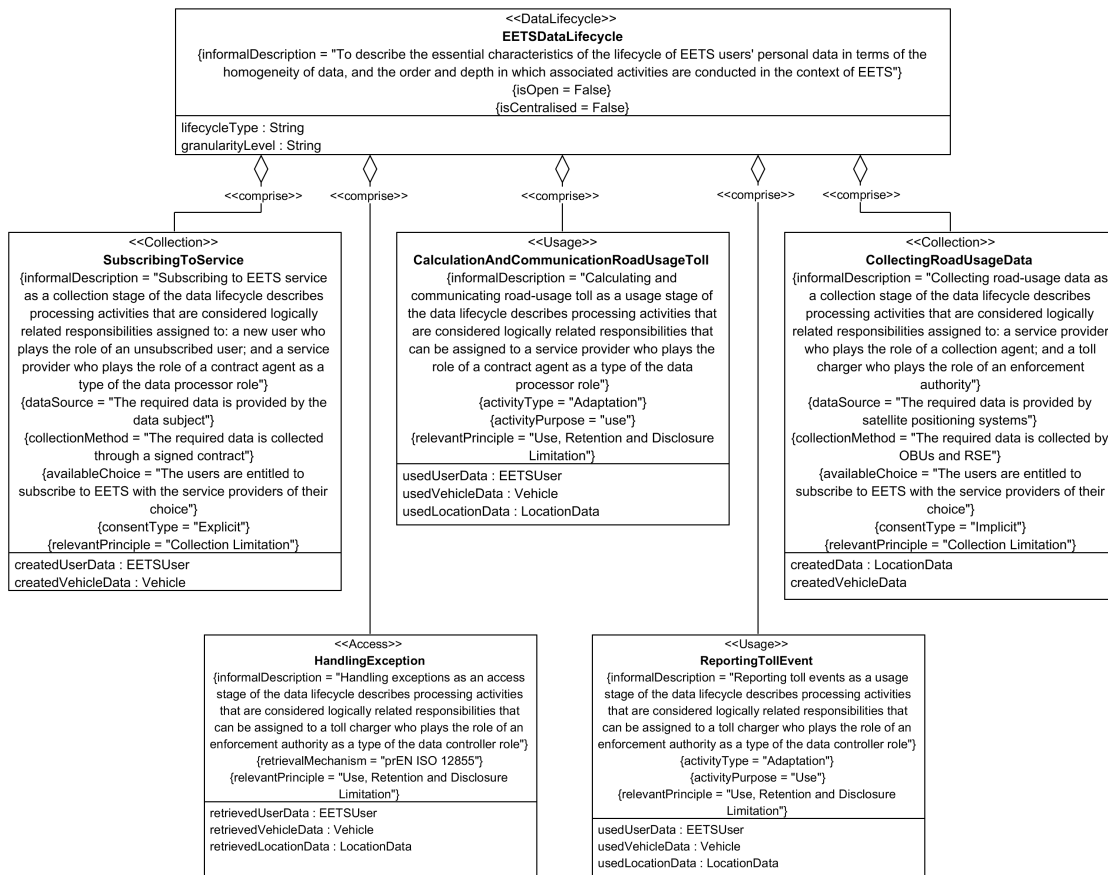 <<DataLifecycle>>
EETSDataLifecycle
{informalDescription = "To describe the essential characteristics of the lifecycle of EETS users' personal data in terms of the
homogeneity of data, and the order and depth in which associated activities are conducted in the context of EETS"}
{isOpen = False}
{isCentralised = False}
lifecycleType : String
granularityLevel : String
<<comprise>>
<<comprise>>
<<comprise>>
<<comprise>>
<<comprise>>
<<Collection>>
SubscribingToService
{informalDescription = "Subscribing to EETS service
as a collection stage of the data lifecycle describes
processing activities that are considered logically
related responsibilities assigned to: a new user who
plays the role of an unsubscribed user; and a service
provider who plays the role of a contract agent as a
type of the data processor role"}
{dataSource = "The required data is provided by the
data subject"}
{collectionMethod = "The required data is collected
through a signed contract"}
{availableChoice = "The users are entitled to
subscribe to EETS with the service providers of their
choice"}
{consentType = "Explicit"}
{relevantPrinciple = "Collection Limitation"}
createdUserData : EETSUser
createdVehicleData : Vehicle
<<Usage>>
CalculationAndCommunicationRoadUsageToll
{informalDescription = "Calculating and
communicating road-usage toll as a usage stage of
the data lifecycle describes processing activities that
are considered logically related responsibilities that
can be assigned to a service provider who plays the
role of a contract agent as a type of the data
processor role"}
{activityType = "Adaptation"}
{activityPurpose = "use"}
{relevantPrinciple = "Use, Retention and Disclosure
Limitation"}
usedUserData : EETSUser
usedVehicleData : Vehicle
usedLocationData : LocationData
<<Collection>>
CollectingRoadUsageData
{informalDescription = "Collecting road-usage data as
a collection stage of the data lifecycle describes
processing activities that are considered logically
related responsibilities assigned to: a service provider
who plays the role of a collection agent; and a toll
charger who plays the role of an enforcement
authority"}
{dataSource = "The required data is provided by
satellite positioning systems"}
{collectionMethod = "The required data is collected by
OBUs and RSE"}
{availableChoice = "The users are entitled to
subscribe to EETS with the service providers of their
choice"}
{consentType = "Implicit"}
{relevantPrinciple = "Collection Limitation"}
createdData : LocationData
createdVehicleData
<<Access>>
HandlingException
{informalDescription = "Handling exceptions as an access
stage of the data lifecycle describes processing activities
that are considered logically related responsibilities that
can be assigned to a toll charger who plays the role of an
enforcement authority as a type of the data controller role"}
{retrievalMechanism = "prEN ISO 12855"}
{relevantPrinciple = "Use, Retention and Disclosure
Limitation"}
retrievedUserData : EETSUser
retrievedVehicleData : Vehicle
retrievedLocationData : LocationData
<<Usage>>
ReportingTollEvent
{informalDescription = "Reporting toll events as a usage
stage of the data lifecycle describes processing activities
that are considered logically related responsibilities that
can be assigned to a toll charger who plays the role of an
enforcement authority as a type of the data controller role"}
{activityType = "Adaptation"}
{activityPurpose = "Use"}
{relevantPrinciple = "Use, Retention and Disclosure
Limitation"}
usedUserData : EETSUser
usedVehicleData : Vehicle
usedLocationData : LocationData